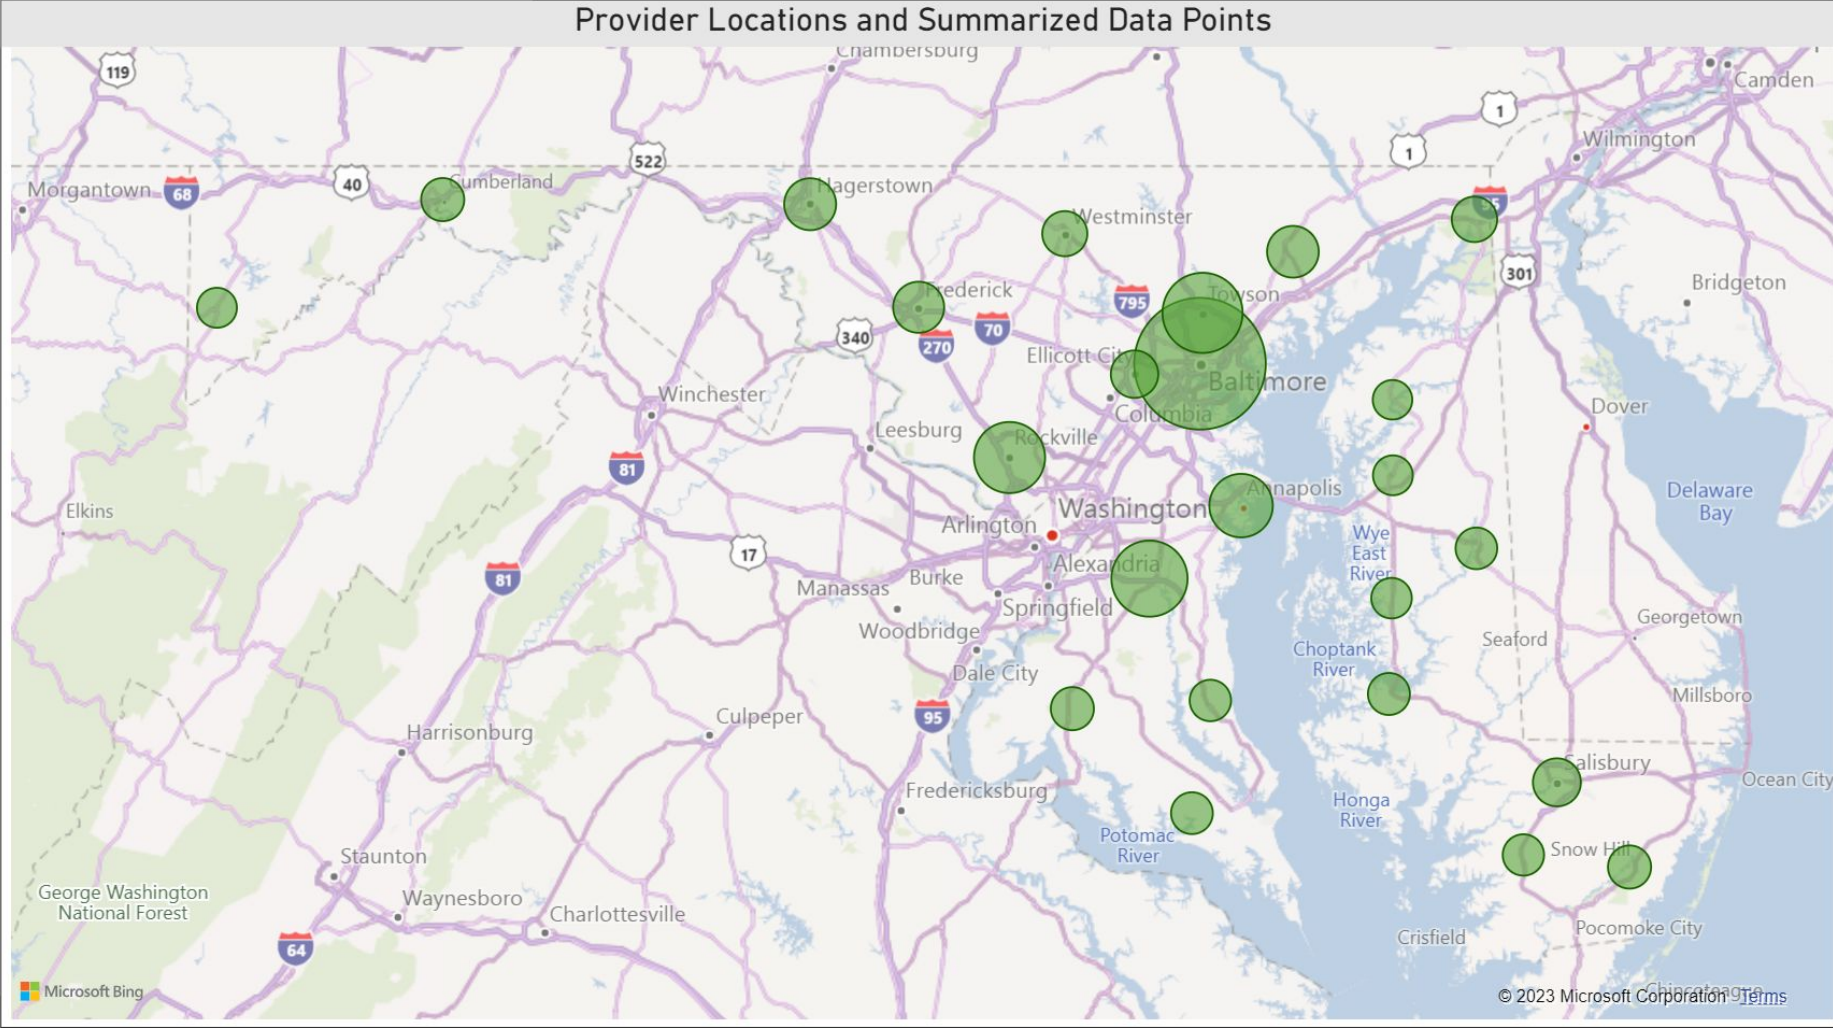 Provider Locations and Summarized Data Points
Chambersburg
119
Camden
1
Wilmington
1
522
Morgantown
68
40
Cumberland
Hagerstown
Westminster
301
Bridgeton
Frederick
795
Towson
340
270
70
Ellicott City
Baltimore
Winchester
Columbia
Dover
Leesburg
Rockville
81
Elkins
Annapolis
Delaware
Bay
Washington
Arlington
17
Wye
East
River
81
Alexandria
Manassas
Burke
Springfield
Woodbridge
Georgetown
Seaford
Choptank
River
Dale City
Millsboro
95
Culpeper
Harrisonburg
Salisbury
Ocean City
Fredericksburg
Honga
River
Potomac
River
Snow Hill
Staunton
George Washington
National Forest
Waynesboro
Charlottesville
Pocomoke City
Crisfield
64
Microsoft Bing
© 2023 Microsoft Corporation
Terms
Chincoteague